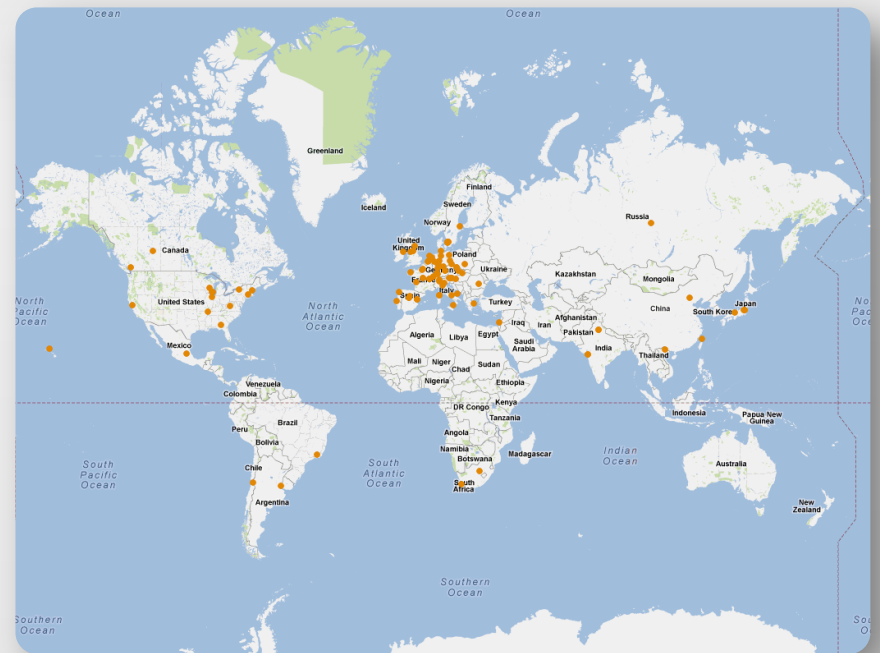 Ocean
Ocean
Greenland
Iceland
Finland
Sweden
Norway
Russia
United
Kingdom
Canada
Poland
Germany
Ukraine
France
Kazakhstan
Mongolia
Italy
Spain
Turkey
United States
North
Pacific
Ocean
North
Atlantic
Ocean
China
Japan
South Korea
Afghanistan
Iraq
Iran
Pakistan
Algeria
Libya
Egypt
Saudi
Arabia
India
Mexico
Thailand
Mali
Niger
Chad
Sudan
Nigeria
Ethiopia
Venezuela
Colombia
DR Congo
Kenya
Tanzania
Indonesia
Papua New
Guinea
Peru
Brazil
Bolivia
Angola
Namibia
Botswana
Madagascar
Indian
Ocean
Australia
South
Pacific
Ocean
South
Atlantic
Ocean
Chile
Argentina
South
Africa
New
Zealand
Southern
Ocean
Southern
Ocean